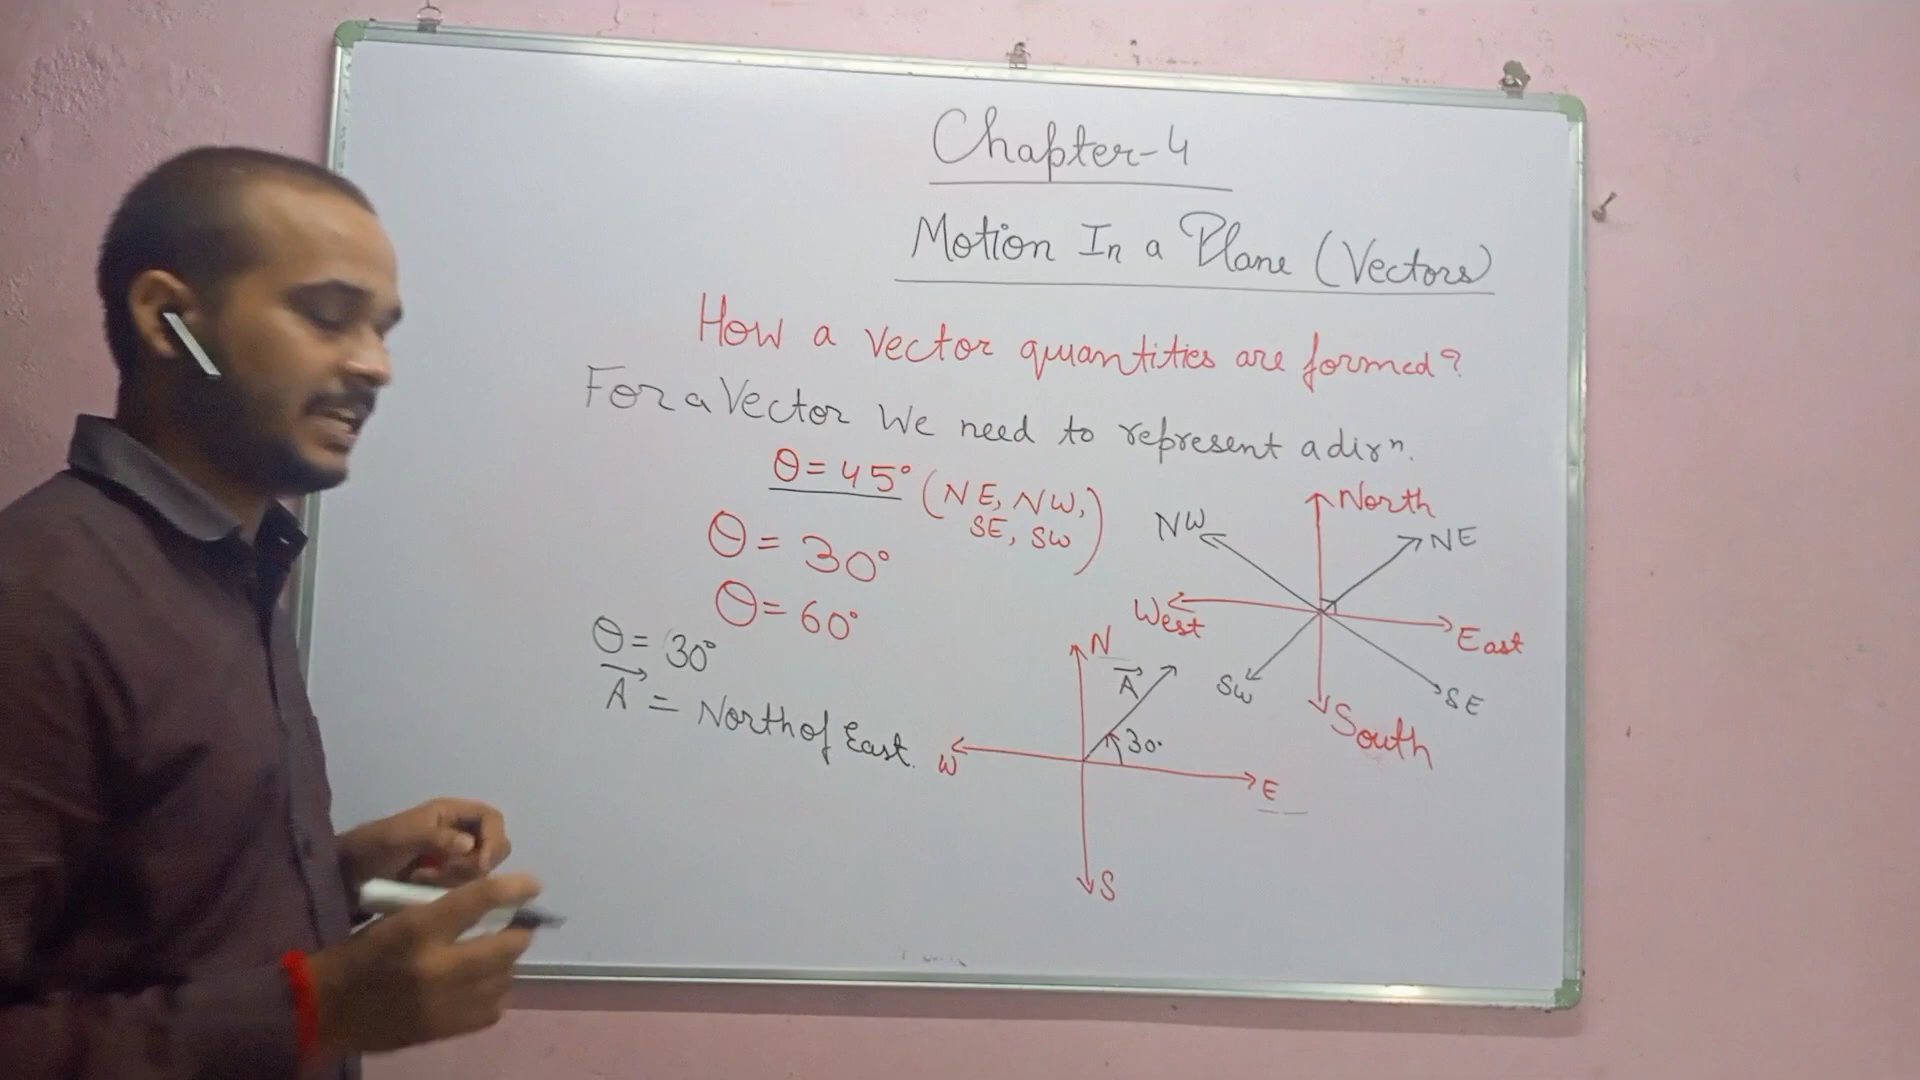 Chapter-4
Motion In a Plane (Vectors)
How a vector quantities are formed?
For a Vector We need to represent a dirⁿ.
θ = 45° (NE, NW,
SE, SW)
θ = 30°
θ = 60°
θ = 30°
A⃗ = North of East.
North
NW
NE
West
East
SW
SE
South
N
A⃗
30°
W
E
S